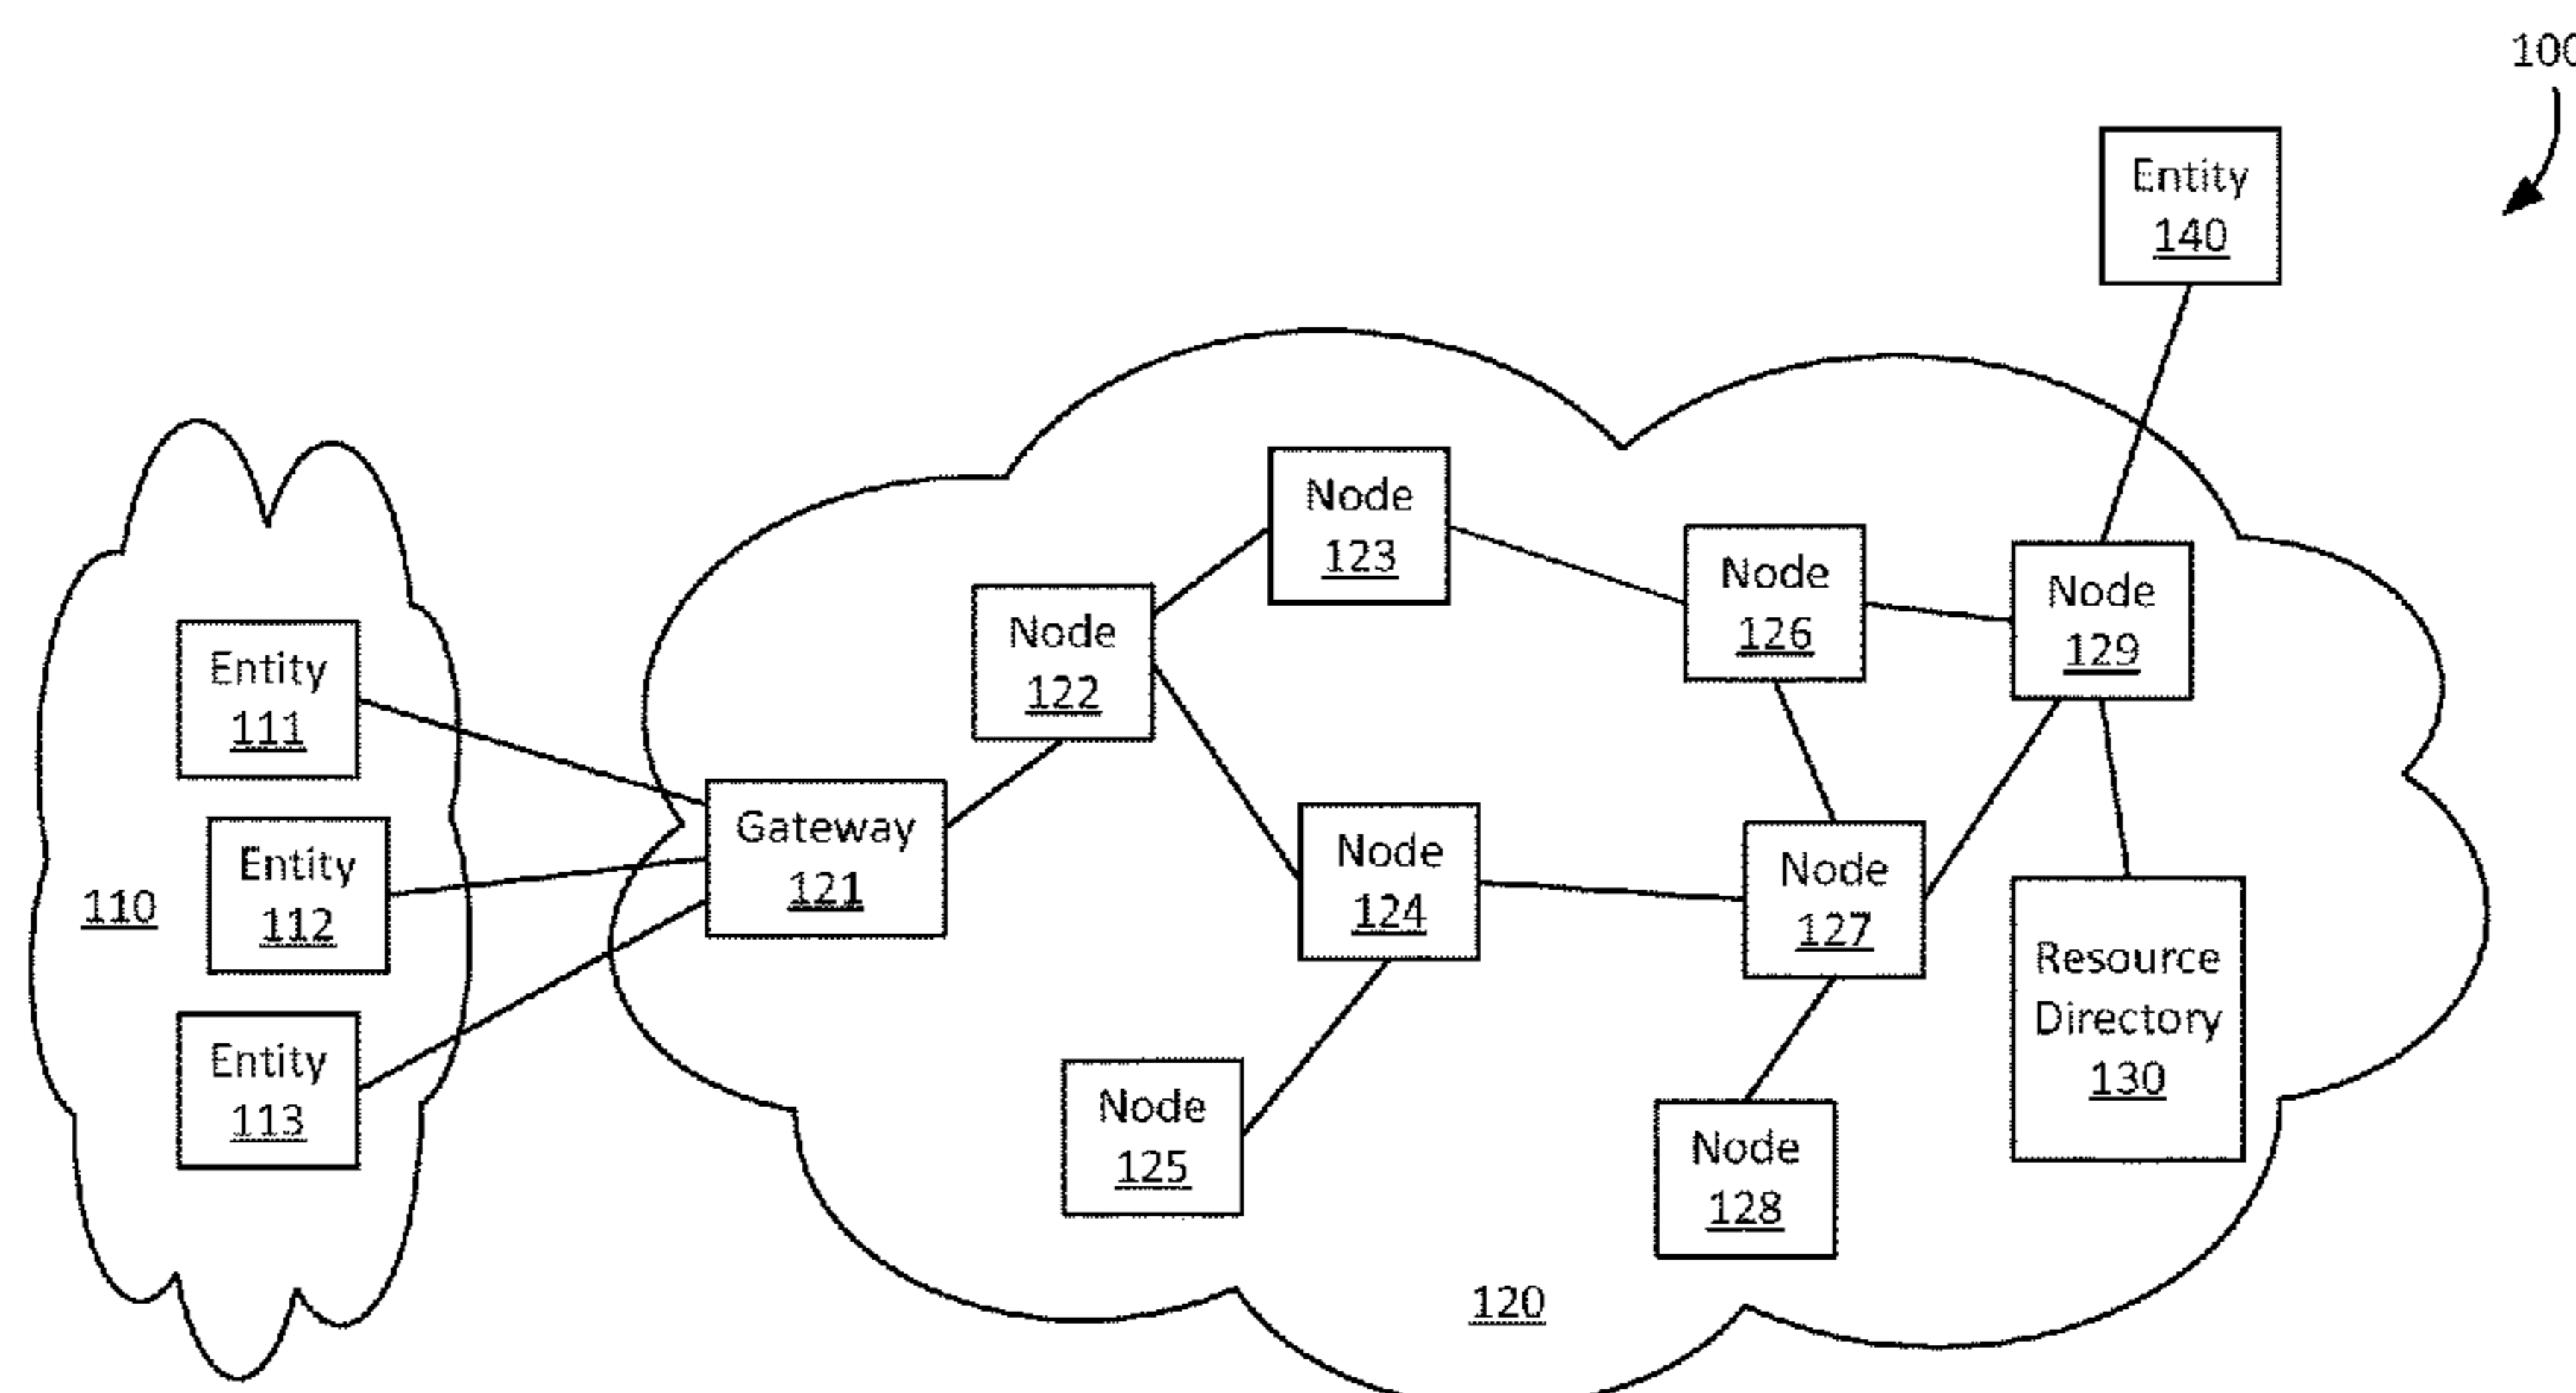 100
Entity
140
Node
123
Node
126
Node
129
Node
122
Entity
111
Gateway
121
Entity
112
110
Node
124
Node
127
Resource
Directory
130
Entity
113
Node
125
Node
128
120